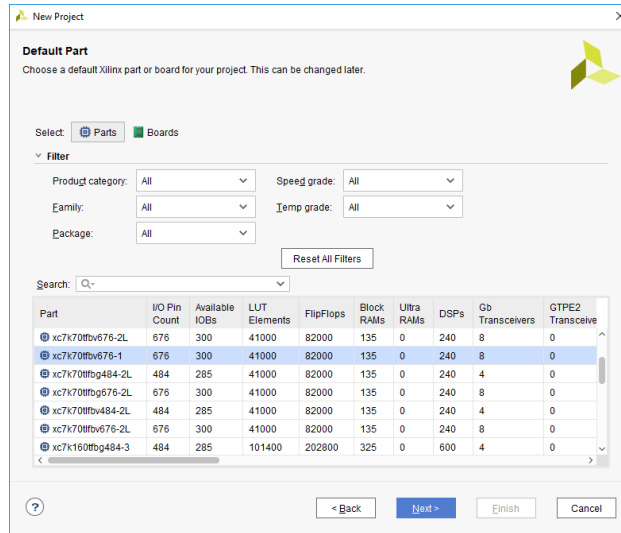 New Project
Default Part
Choose a default Xilinx part or board for your project. This can be changed later.
Select: Parts Boards
Filter
Product category: All Speed grade: All
Family: All Temp grade: All
Package: All
Reset All Filters
Search: Q-
Part I/O Pin Count Available IOBs LUT Elements FlipFlops Block RAMs Ultra RAMs DSPs Gb Transceivers GTPE2 Transceive
xc7k70tfbv676-2L 676 300 41000 82000 135 0 240 8 0
xc7k70tfbv676-1 676 300 41000 82000 135 0 240 8 0
xc7k70tlfbg484-2L 484 285 41000 82000 135 0 240 4 0
xc7k70tlfbg676-2L 676 300 41000 82000 135 0 240 8 0
xc7k70tlfbv484-2L 484 285 41000 82000 135 0 240 4 0
xc7k70tlfbv676-2L 676 300 41000 82000 135 0 240 8 0
xc7k160tfbg484-3 484 285 101400 202800 325 0 600 4 0
? < Back Next > Finish Cancel